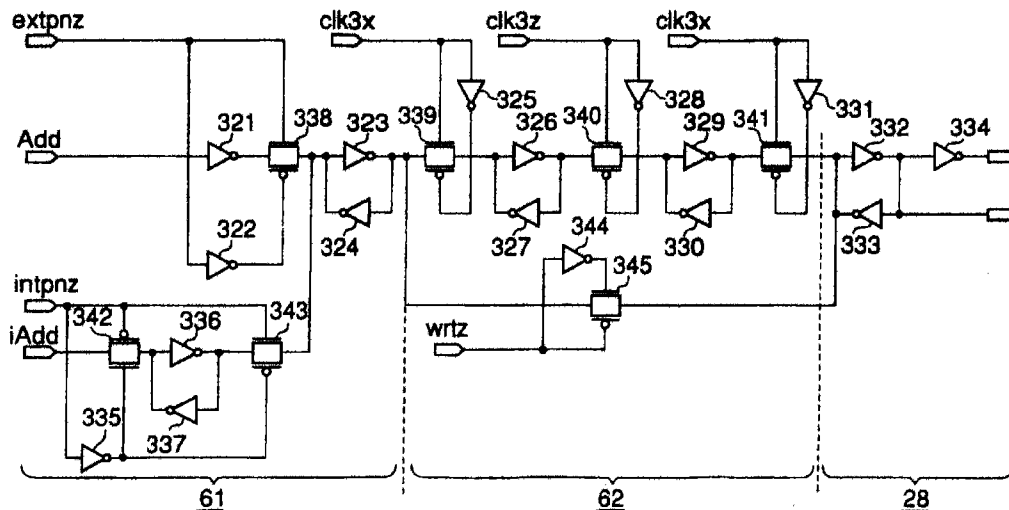 extpnz clk3x clk3z clk3x
325 328 331
321 338 323 339 326 340 329 341 332 334
Add
322 324 327 330 333
344 345
intpnz
342 336 343
iAdd
wrtz
335 337
61 62 28